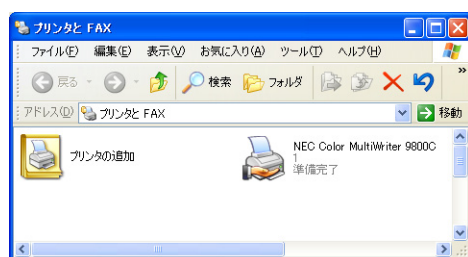 プリンタと FAX
ファイル(F) 編集(E) 表示(V) お気に入り(A) ツール(T) ヘルプ(H)
戻る 検索 フォルダ »
アドレス(D) プリンタと FAX 移動
プリンタの追加
NEC Color MultiWriter 9800C
1
準備完了